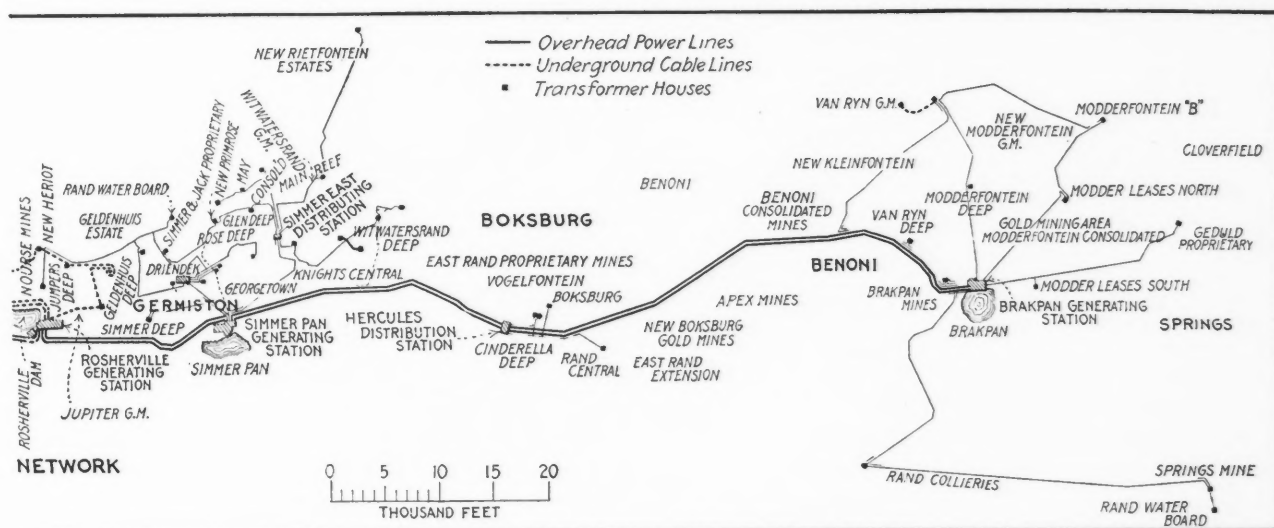 NEW RIETFONTEIN
ESTATES
Overhead Power Lines
Underground Cable Lines
Transformer Houses
WITWATERSRAND
G.M.
SIMMER & JACK PROPRIETARY
NEW PRIMROSE
MAY
CONSOLD
MAIN REEF
RAND WATER BOARD
GELDENHUIS
ESTATE
NOURSE MINES
NEW HERIOT
JUMPERS
DEEP
GELDENHUIS
DEEP
GLEN DEEP
ROSE DEEP
SIMMER EAST
DISTRIBUTING
STATION
DRIENDEK
GERMISTON
GEORGETOWN
SIMMER DEEP
KNIGHTS CENTRAL
WITWATERSRAND
DEEP
BOKSBURG
BENONI
EAST RAND PROPRIETARY MINES
VOGELFONTEIN
BOKSBURG
HERCULES
DISTRIBUTION
STATION
CINDERELLA
DEEP
RAND
CENTRAL
EAST RAND
EXTENSION
NEW BOKSBURG
GOLD MINES
APEX MINES
SIMMER PAN
GENERATING
STATION
SIMMER PAN
ROSHERVILLE
GENERATING
STATION
ROSHERVILLE
DAM
JUPITER G.M.
VAN RYN G.M.
NEW
MODDERFONTEIN
G.M.
MODDERFONTEIN "B"
CLOVERFIELD
NEW KLEINFONTEIN
BENONI
CONSOLIDATED
MINES
MODDERFONTEIN
DEEP
MODDER LEASES NORTH
VAN RYN
DEEP
GOLD MINING AREA
MODDERFONTEIN CONSOLIDATED
GEDULD
PROPRIETARY
BENONI
BRAKPAN
MINES
MODDER LEASES SOUTH
BRAKPAN GENERATING
STATION
BRAKPAN
SPRINGS
RAND COLLIERIES
SPRINGS MINE
RAND WATER
BOARD
NETWORK
0 5 10 15 20
THOUSAND FEET